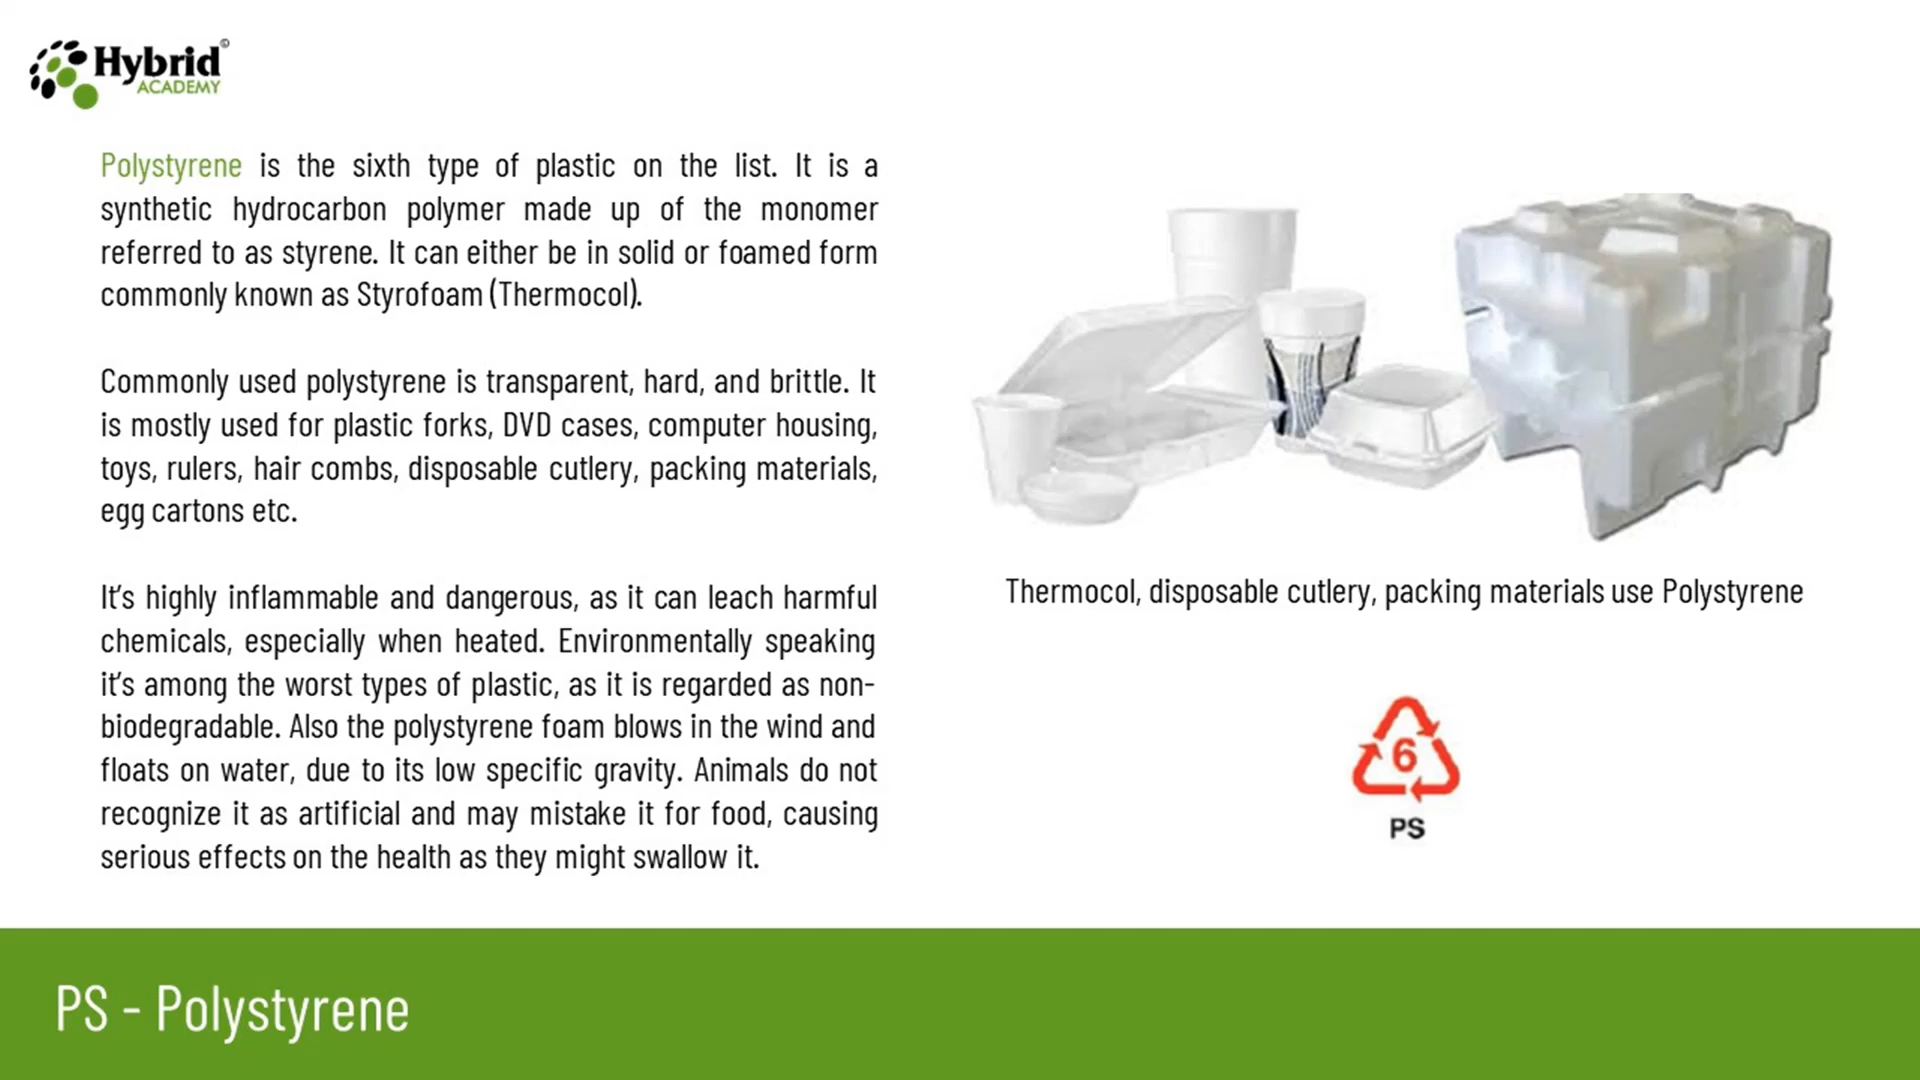 Hybrid©
ACADEMY
Polystyrene is the sixth type of plastic on the list. It is a
synthetic hydrocarbon polymer made up of the monomer
referred to as styrene. It can either be in solid or foamed form
commonly known as Styrofoam (Thermocol).
Commonly used polystyrene is transparent, hard, and brittle. It
is mostly used for plastic forks, DVD cases, computer housing,
toys, rulers, hair combs, disposable cutlery, packing materials,
egg cartons etc.
It's highly inflammable and dangerous, as it can leach harmful
chemicals, especially when heated. Environmentally speaking
it's among the worst types of plastic, as it is regarded as non-
biodegradable. Also the polystyrene foam blows in the wind and
floats on water, due to its low specific gravity. Animals do not
recognize it as artificial and may mistake it for food, causing
serious effects on the health as they might swallow it.
Thermocol, disposable cutlery, packing materials use Polystyrene
6
PS
PS - Polystyrene